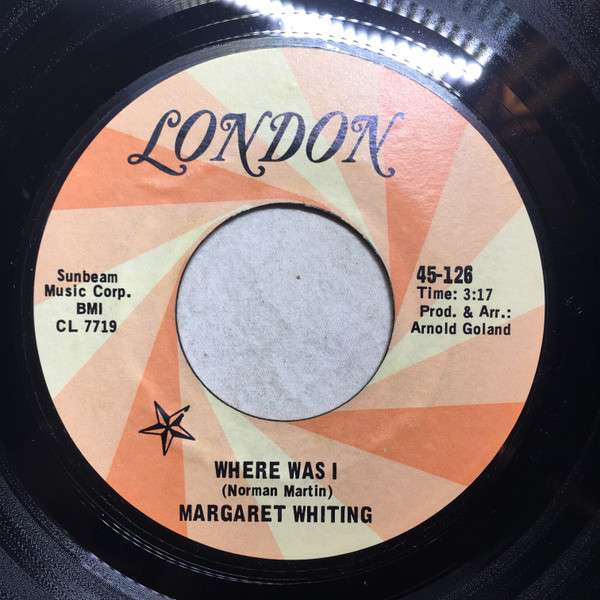 LONDON
Sunbeam
Music Corp.
BMI
CL 7719
45-126
Time: 3:17
Prod. & Arr.:
Arnold Goland
WHERE WAS I
(Norman Martin)
MARGARET WHITING